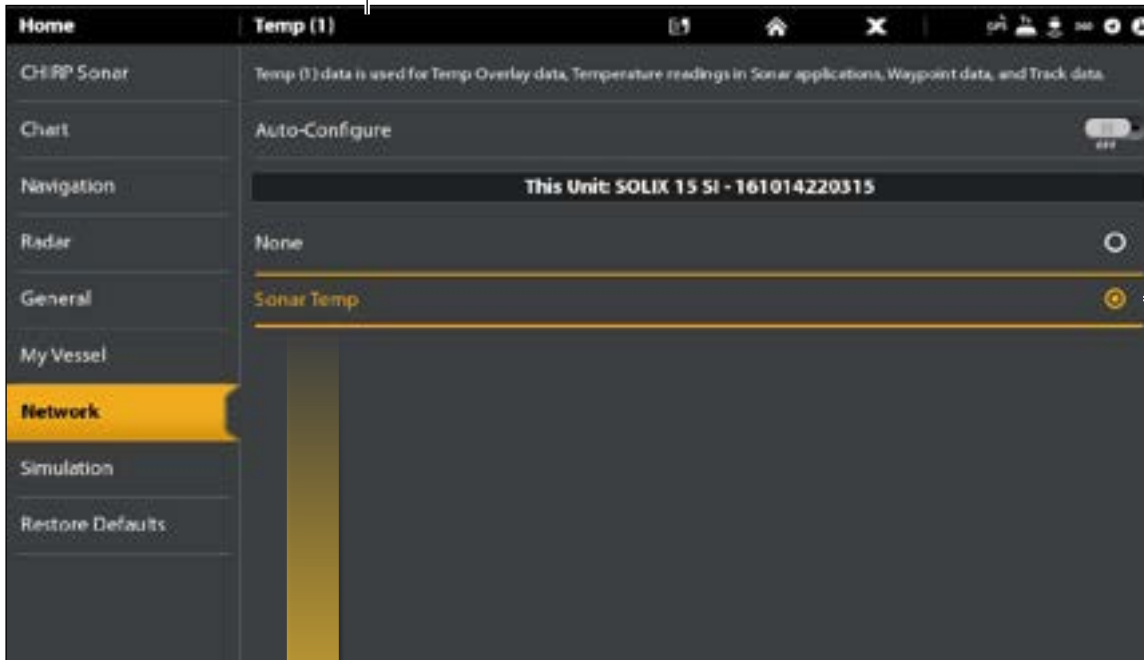 Home
Temp (1)
CHIRP Sonar
Temp (1) data is used for Temp Overlay data, Temperature readings in Sonar applications, Waypoint data, and Track data.
Chart
Auto-Configure
OFF
Navigation
This Unit: SOLIX 15 SI - 161014220315
Radar
None
General
Sonar Temp
My Vessel
Network
Simulation
Restore Defaults